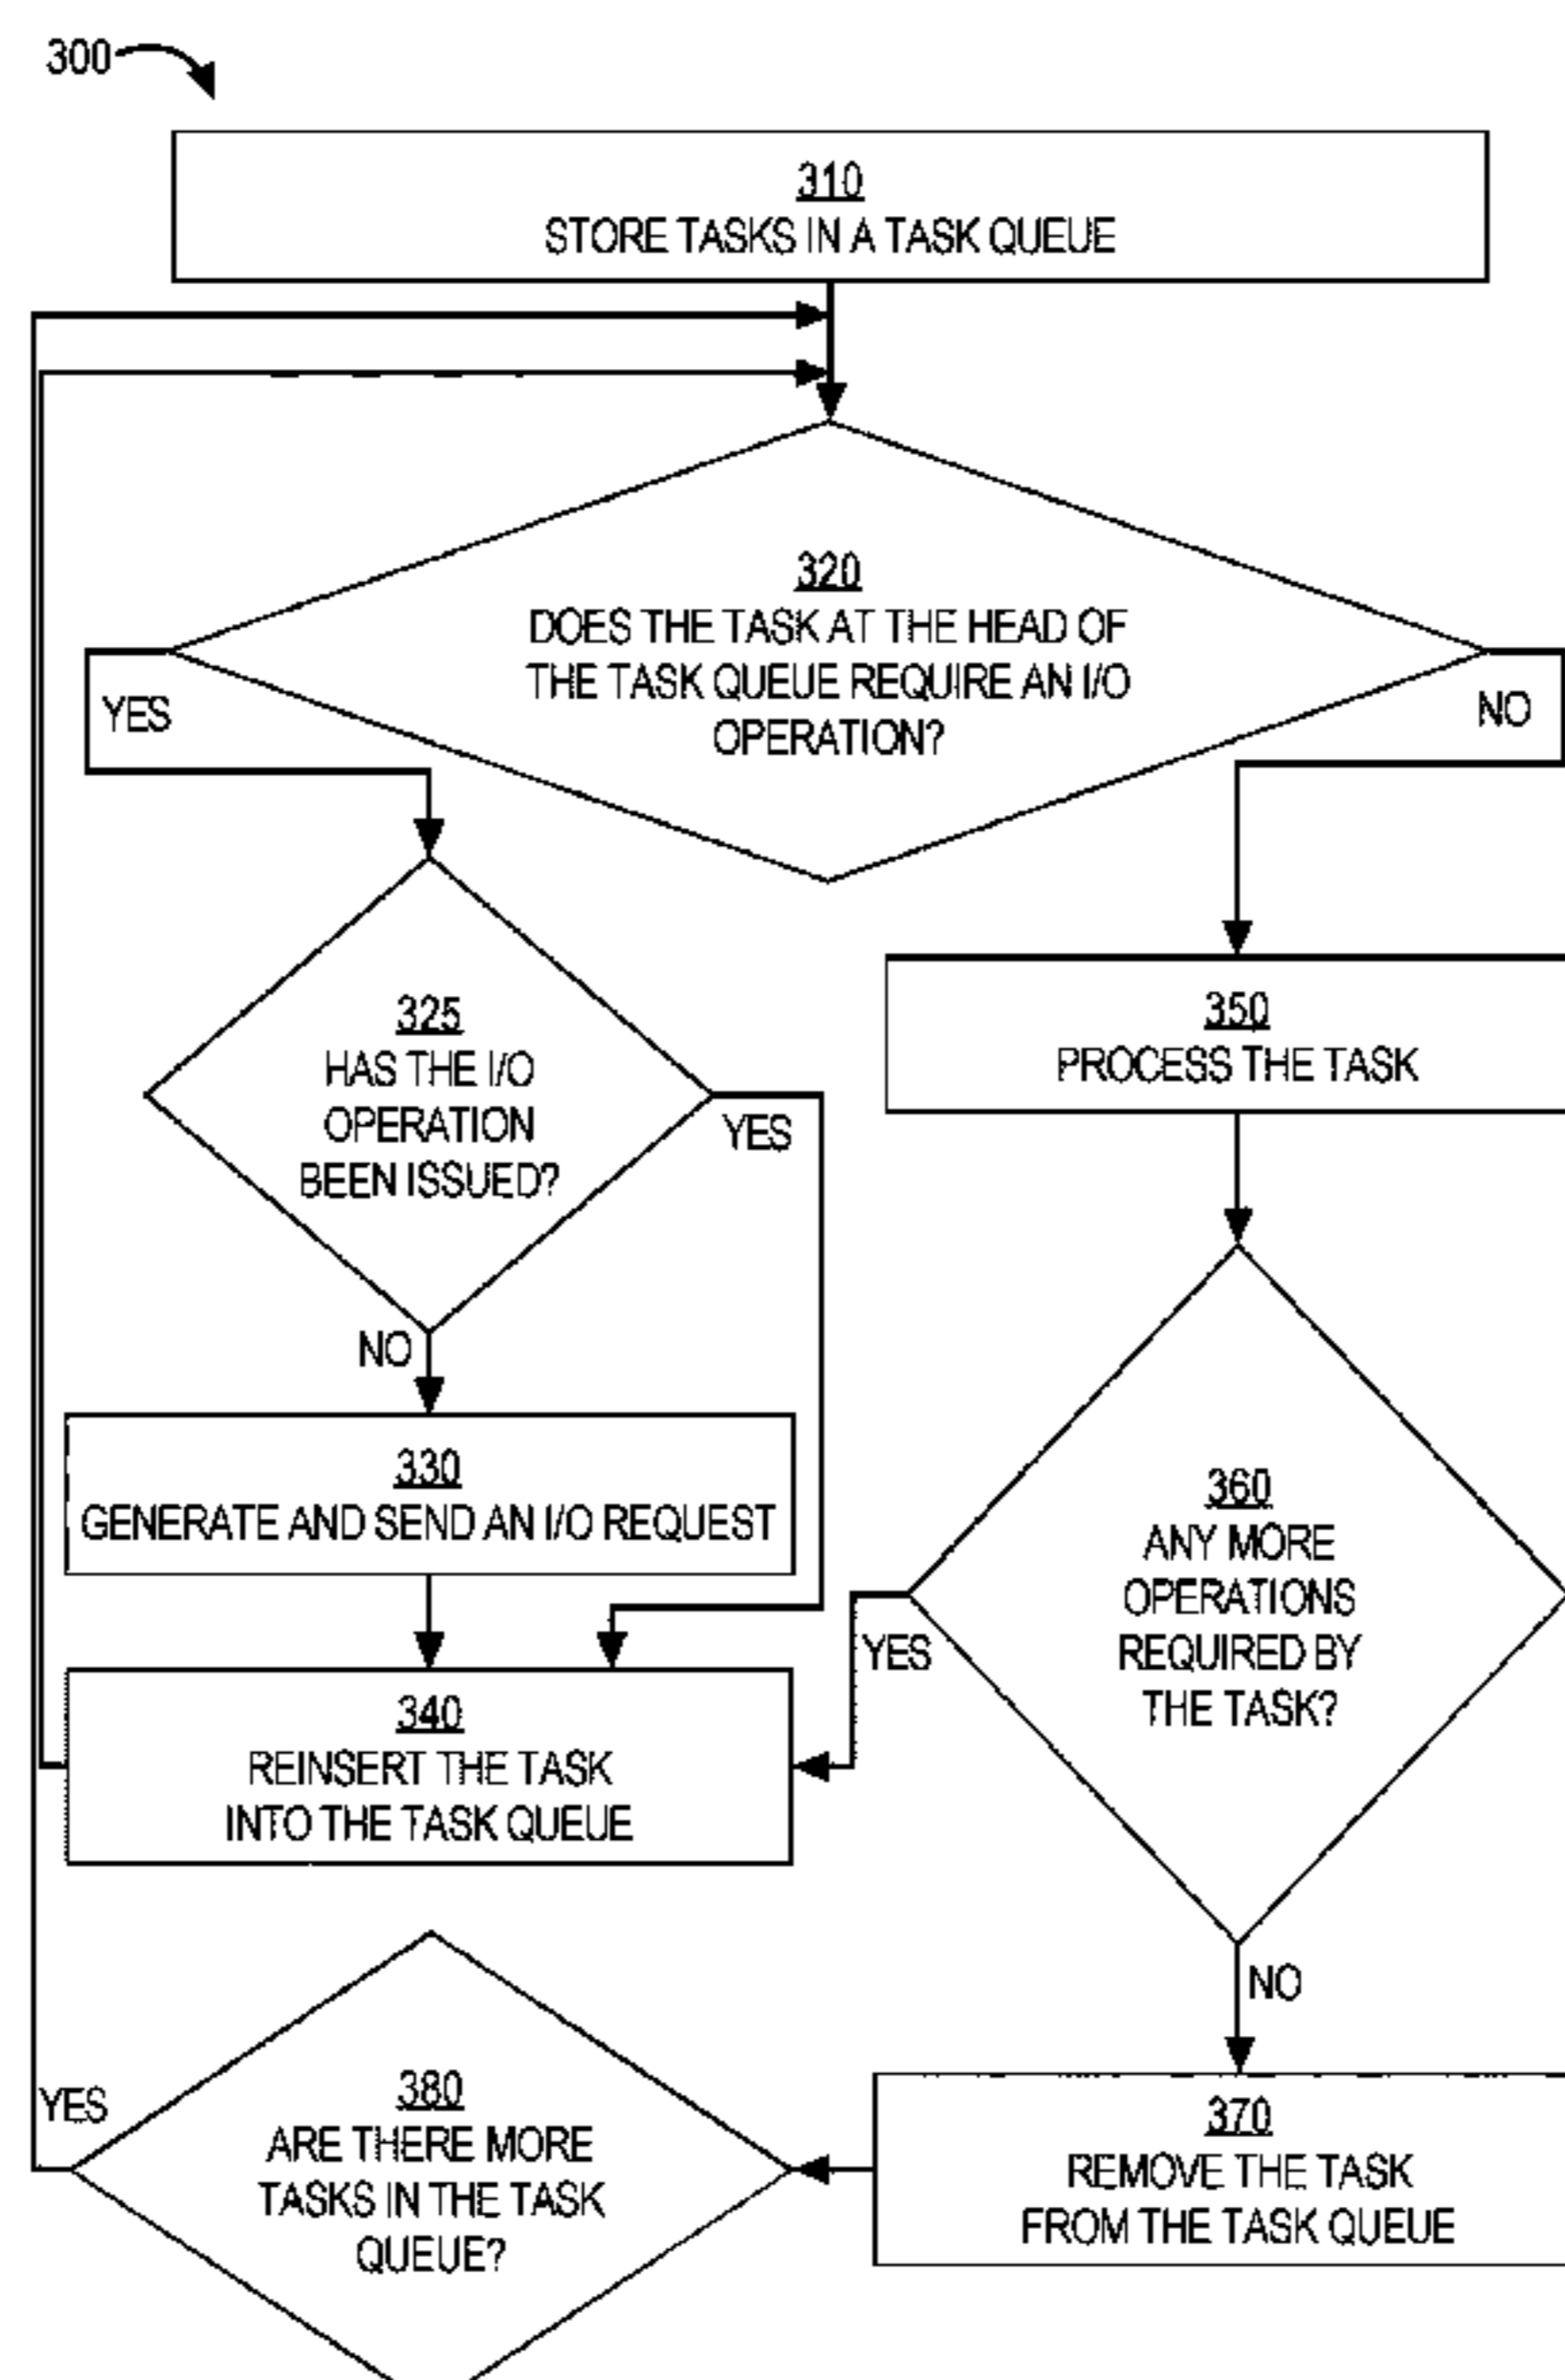 300
310
STORE TASKS IN A TASK QUEUE
320
DOES THE TASK AT THE HEAD OF
THE TASK QUEUE REQUIRE AN I/O
OPERATION?
YES
NO
325
HAS THE I/O
OPERATION
BEEN ISSUED?
YES
NO
350
PROCESS THE TASK
330
GENERATE AND SEND AN I/O REQUEST
360
ANY MORE
OPERATIONS
REQUIRED BY
THE TASK?
YES
NO
340
REINSERT THE TASK
INTO THE TASK QUEUE
370
REMOVE THE TASK
FROM THE TASK QUEUE
380
ARE THERE MORE
TASKS IN THE TASK
QUEUE?
YES